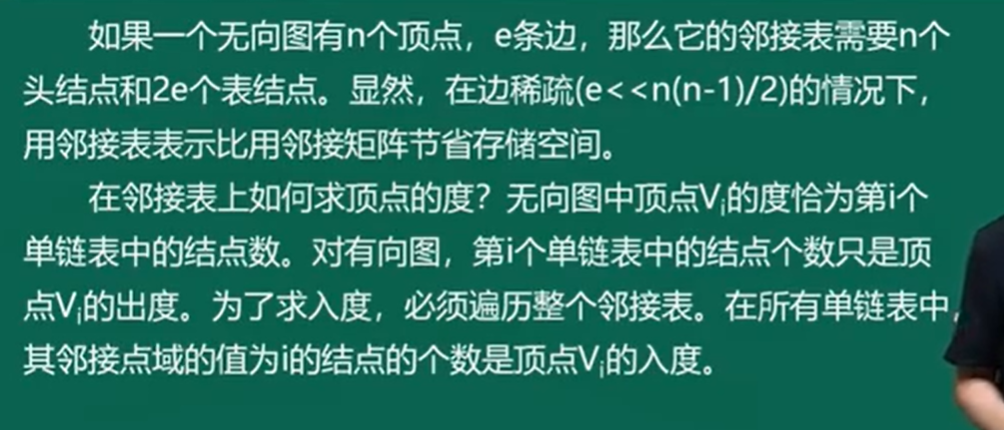 如果一个无向图有n个顶点，e条边，那么它的邻接表需要n个
头结点和2e个表结点。显然，在边稀疏(e<<n(n-1)/2)的情况下，
用邻接表表示比用邻接矩阵节省存储空间。
在邻接表上如何求顶点的度？无向图中顶点Vi的度恰为第i个
单链表中的结点数。对有向图，第i个单链表中的结点个数只是顶
点Vi的出度。为了求入度，必须遍历整个邻接表。在所有单链表中，
其邻接点域的值为i的结点的个数是顶点Vi的入度。